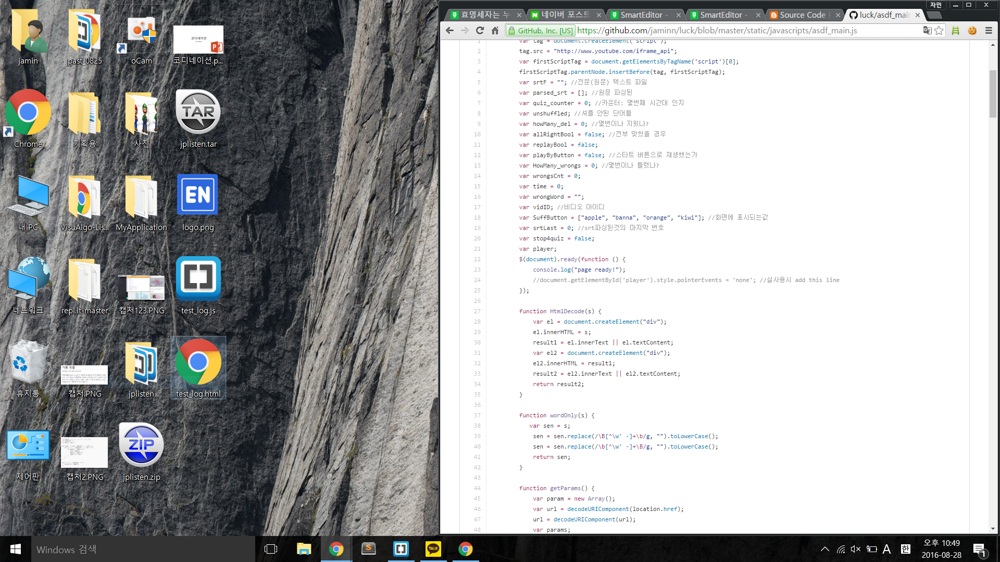 jamin
past_0825
oCam
코디네이션
코디네이션.p...
Chrome
기획용
사진
TAR
jplisten.tar
내 PC
VisuAlgo-Lis...
MyApplication
EN
logo.png
네트워크
repl.it-master
캡처123.PNG
test_log.js
휴지통
캡처.PNG
jplisten
test_log.html
제어판
캡처2.PNG
ZIP
jplisten.zip
자민
효명세자는 누
네이버 포스트
SmartEditor -
SmartEditor -
Source Code
luck/asdf_main
GitHub, Inc. [US] https://github.com/jaminn/luck/blob/master/static/javascripts/asdf_main.js
1 var tag = document.createElement('script');
2 tag.src = "http://www.youtube.com/iframe_api";
3 var firstScriptTag = document.getElementsByTagName('script')[0];
4 firstScriptTag.parentNode.insertBefore(tag, firstScriptTag);
5 var srtF = ""; //전문(원문) 텍스트 파일
6 var parsed_srt = []; //원문 파싱된
7 var quiz_counter = 0; //카운터: 몇번째 시간대 인지
8 var unshuffled; //셔플 안된 단어들
9 var howMany_del = 0; //몇번이나 지웠나?
10 var allRightBool = false; //전부 맞췄을 경우
11 var replayBool = false;
12 var playByButton = false; //스타트 버튼으로 재생했는가
13 var HowMany_wrongs = 0; //몇번이나 틀렸나?
14 var wrongsCnt = 0;
15 var time = 0;
16 var wrongWord = "";
17 var vidID; //비디오 아이디
18 var SuffButton = ["apple", "banna", "orange", "kiwi"]; //화면에 표시되는값
19 var srtLast = 0; //srt파싱된것의 마지막 번호
20 var stop4quiz = false;
21 var player;
22 $(document).ready(function () {
23 console.log("page ready!");
24 //document.getElementById('player').style.pointerEvents = 'none'; //실사용시 add this line
25 });
26
27 function HtmlDecode(s) {
28 var el = document.createElement("div");
29 el.innerHTML = s;
30 result1 = el.innerText || el.textContent;
31 var el2 = document.createElement("div");
32 el2.innerHTML = result1;
33 result2 = el2.innerText || el2.textContent;
34 return result2;
35 }
36
37 function wordOnly(s) {
38 var sen = s;
39 sen = sen.replace(/\B[^\w' -]+\b/g, "").toLowerCase();
40 sen = sen.replace(/\b[^\w' -]+\B/g, "").toLowerCase();
41 return sen;
42 }
43
44 function getParams() {
45 var param = new Array();
46 var url = decodeURIComponent(location.href);
47 url = decodeURIComponent(url);
48 var params;
Windows 검색
TALK
A
한
오후 10:49
2016-08-28
1